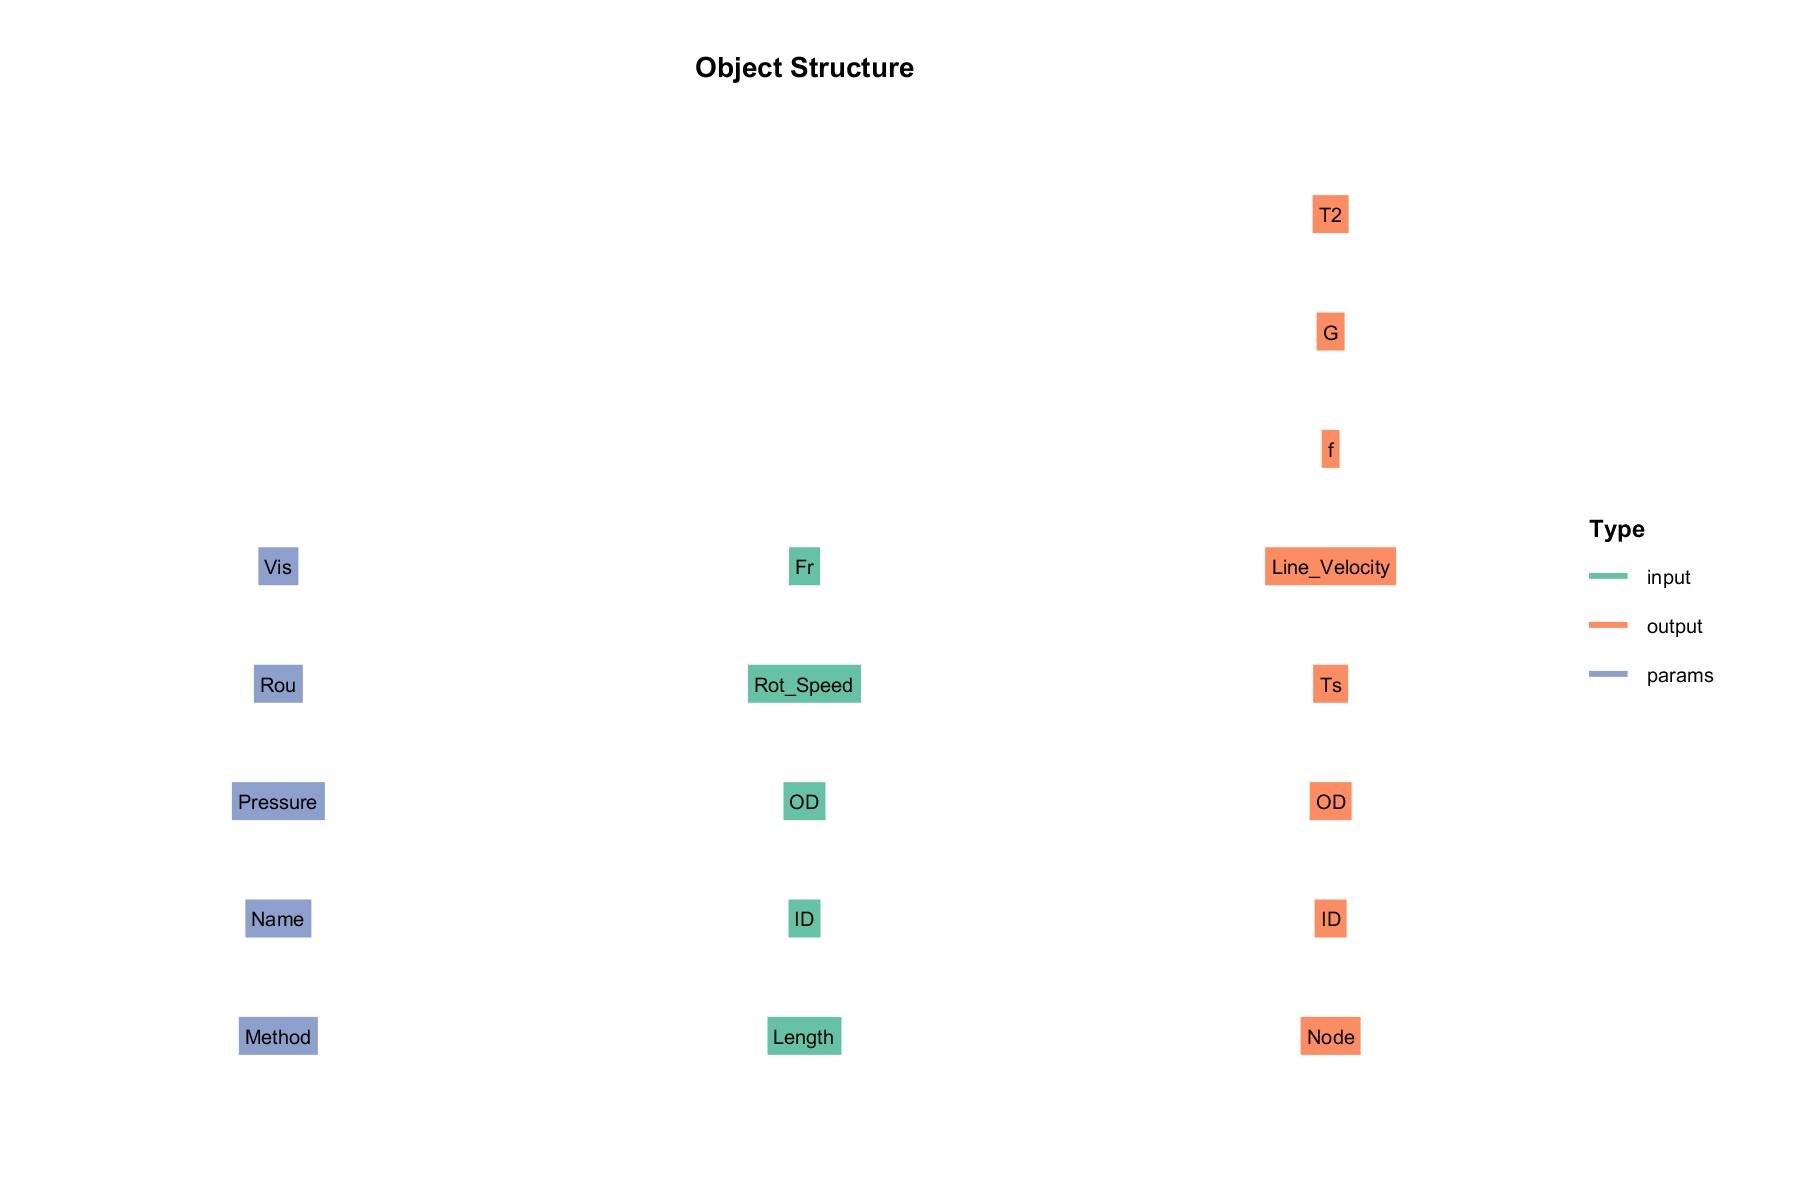 Object Structure
T2
G
f
Vis
Fr
Line_Velocity
Rou
Rot_Speed
Ts
Pressure
OD
OD
Name
ID
ID
Method
Length
Node
Type
input
output
params